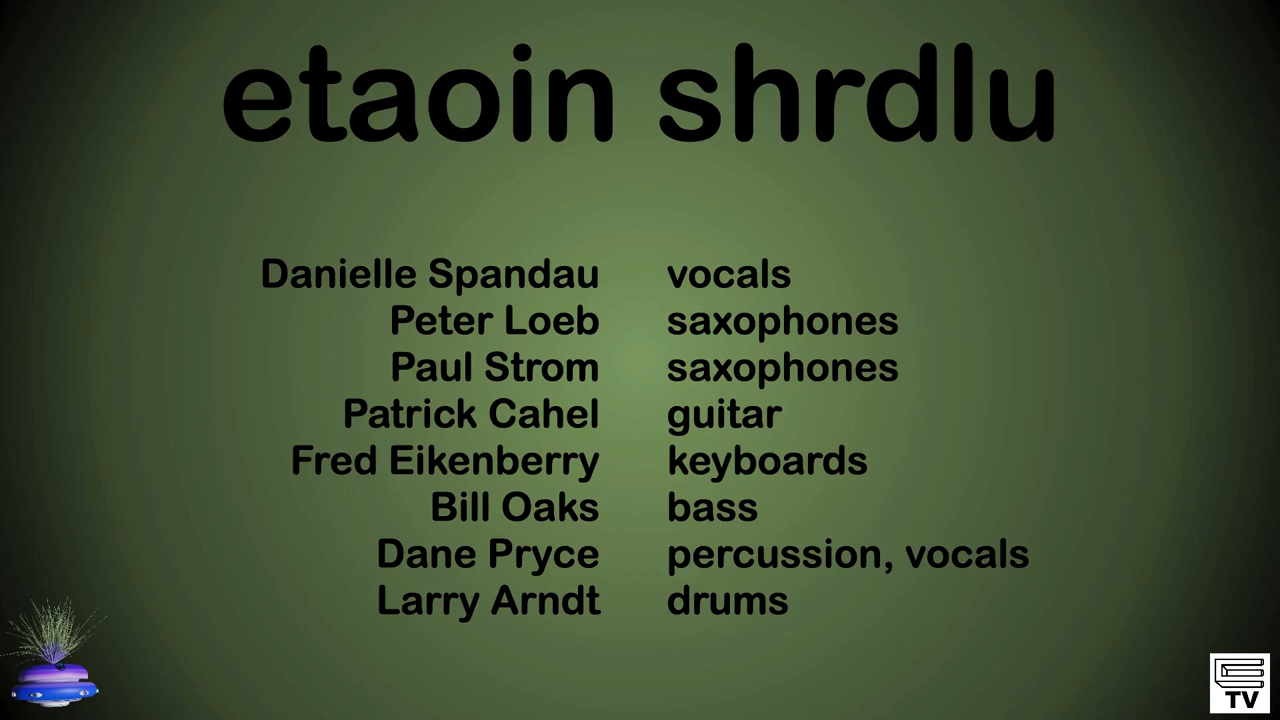 etaoin shrdlu
Danielle Spandau vocals
Peter Loeb saxophones
Paul Strom saxophones
Patrick Cahel guitar
Fred Eikenberry keyboards
Bill Oaks bass
Dane Pryce percussion, vocals
Larry Arndt drums
TV